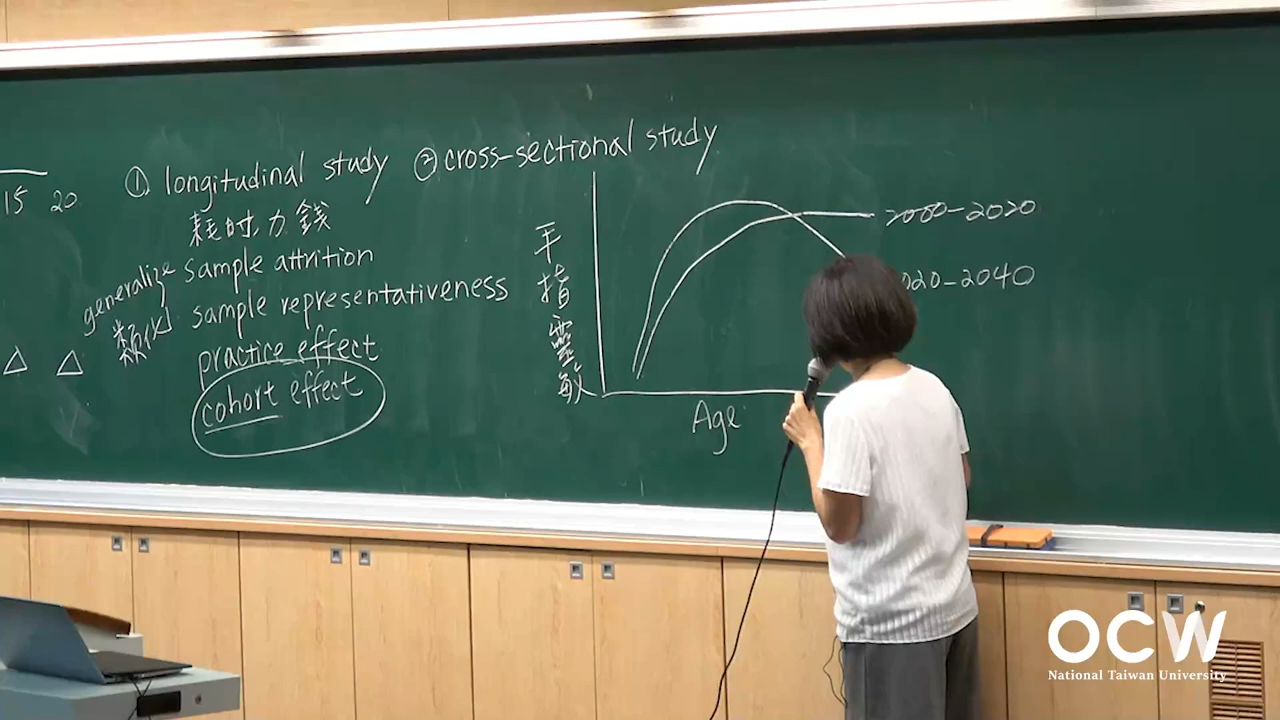 15 20
① longitudinal study ② cross-sectional study
耗时力錢
generalize sample attrition
類化 sample representativeness
practice effect
cohort effect
手指靈敏
2000-2020
020-2040
Age
OCW
National Taiwan University